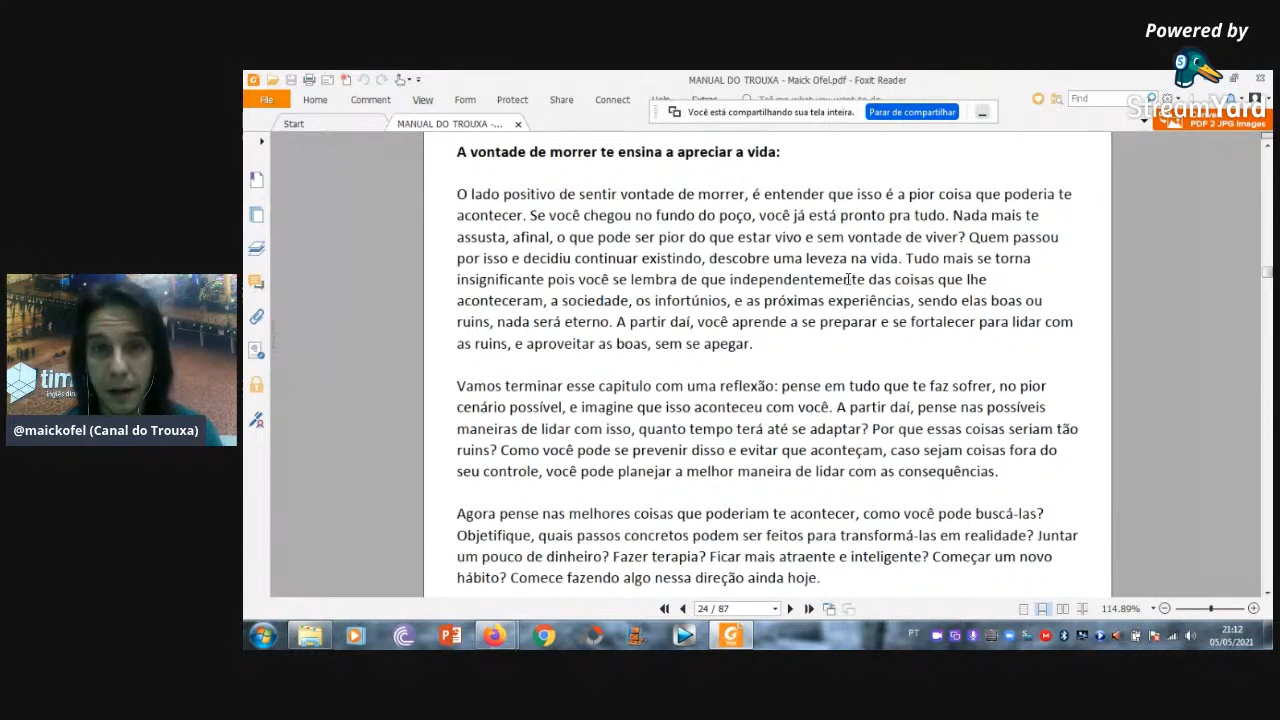 Powered by
StreamYard
MANUAL DO TROUXA - Maick Ofel.pdf - Foxit Reader
File Home Comment View Form Protect Share Connect
Find
Você está compartilhando sua tela inteira. Parar de compartilhar
PDF 2 JPG Images
Start MANUAL DO TROUXA -...
A vontade de morrer te ensina a apreciar a vida:
O lado positivo de sentir vontade de morrer, é entender que isso é a pior coisa que poderia te
acontecer. Se você chegou no fundo do poço, você já está pronto pra tudo. Nada mais te
assusta, afinal, o que pode ser pior do que estar vivo e sem vontade de viver? Quem passou
por isso e decidiu continuar existindo, descobre uma leveza na vida. Tudo mais se torna
insignificante pois você se lembra de que independentemente das coisas que lhe
aconteceram, a sociedade, os infortúnios, e as próximas experiências, sendo elas boas ou
ruins, nada será eterno. A partir daí, você aprende a se preparar e se fortalecer para lidar com
as ruins, e aproveitar as boas, sem se apegar.
Vamos terminar esse capitulo com uma reflexão: pense em tudo que te faz sofrer, no pior
cenário possível, e imagine que isso aconteceu com você. A partir daí, pense nas possíveis
maneiras de lidar com isso, quanto tempo terá até se adaptar? Por que essas coisas seriam tão
ruins? Como você pode se prevenir disso e evitar que aconteçam, caso sejam coisas fora do
seu controle, você pode planejar a melhor maneira de lidar com as consequências.
Agora pense nas melhores coisas que poderiam te acontecer, como você pode buscá-las?
Objetifique, quais passos concretos podem ser feitos para transformá-las em realidade? Juntar
um pouco de dinheiro? Fazer terapia? Ficar mais atraente e inteligente? Começar um novo
hábito? Comece fazendo algo nessa direção ainda hoje.
tim
inglês
@maickofel (Canal do Trouxa)
24 / 87
114.89%
PT
21:12
05/05/2021